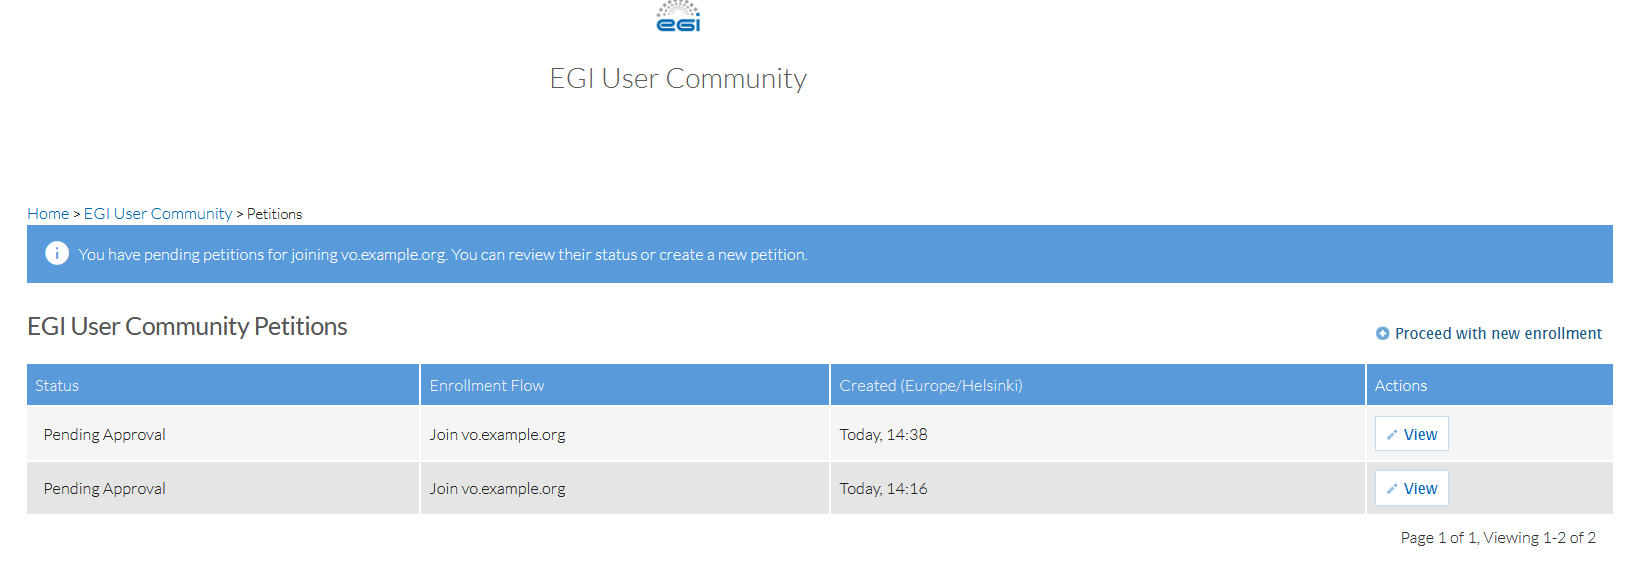 egi
EGI User Community
Home > EGI User Community > Petitions
i You have pending petitions for joining vo.example.org. You can review their status or create a new petition.
EGI User Community Petitions
Proceed with new enrollment
Status Enrollment Flow Created (Europe/Helsinki) Actions
Pending Approval Join vo.example.org Today, 14:38 View
Pending Approval Join vo.example.org Today, 14:16 View
Page 1 of 1, Viewing 1-2 of 2